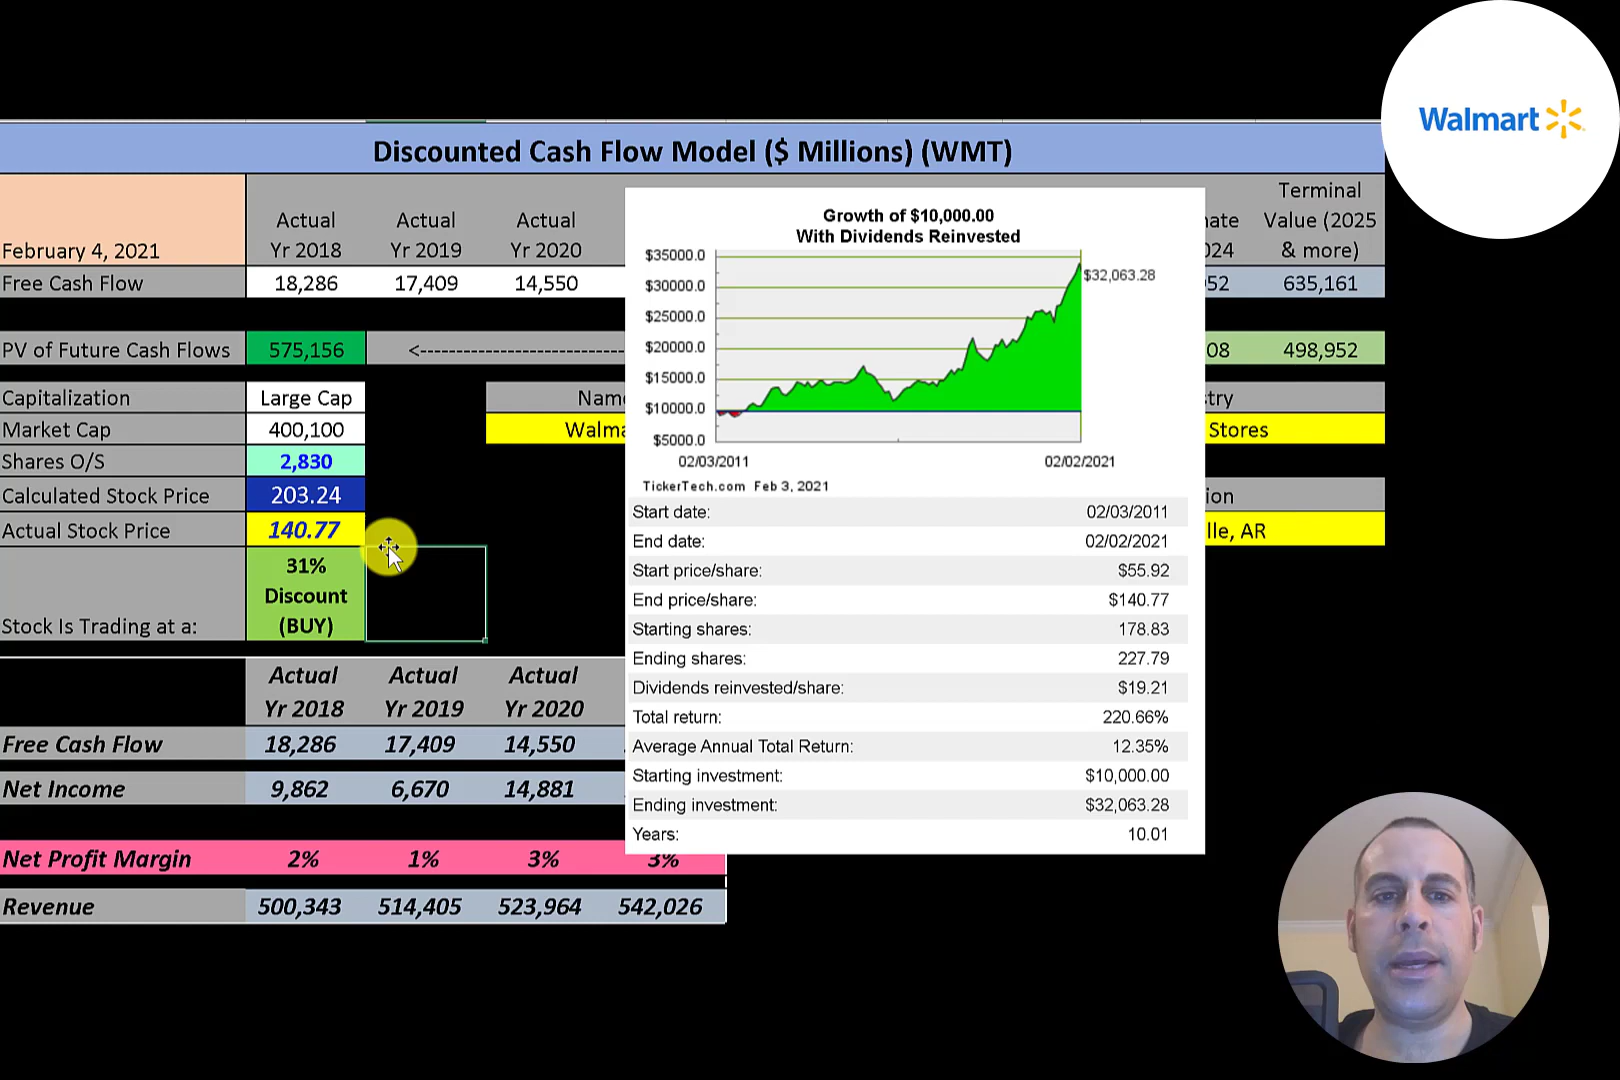 Walmart
Discounted Cash Flow Model ($ Millions) (WMT)
February 4, 2021
Actual Yr 2018
Actual Yr 2019
Actual Yr 2020
Terminal Value (2025 & more)
Free Cash Flow 18,286 17,409 14,550 52 635,161
PV of Future Cash Flows 575,156 <------------------------ 08 498,952
Capitalization Large Cap
Market Cap 400,100
Shares O/S 2,830
Calculated Stock Price 203.24
Actual Stock Price 140.77
Stock Is Trading at a: 31% Discount (BUY)
Stores
lle, AR
Growth of $10,000.00
With Dividends Reinvested
$35000.0
$30000.0
$25000.0
$20000.0
$15000.0
$10000.0
$5000.0
$32,063.28
02/03/2011 02/02/2021
TickerTech.com Feb 3, 2021
Start date: 02/03/2011
End date: 02/02/2021
Start price/share: $55.92
End price/share: $140.77
Starting shares: 178.83
Ending shares: 227.79
Dividends reinvested/share: $19.21
Total return: 220.66%
Average Annual Total Return: 12.35%
Starting investment: $10,000.00
Ending investment: $32,063.28
Years: 10.01
Actual Yr 2018
Actual Yr 2019
Actual Yr 2020
Free Cash Flow 18,286 17,409 14,550
Net Income 9,862 6,670 14,881
Net Profit Margin 2% 1% 3% 3%
Revenue 500,343 514,405 523,964 542,026